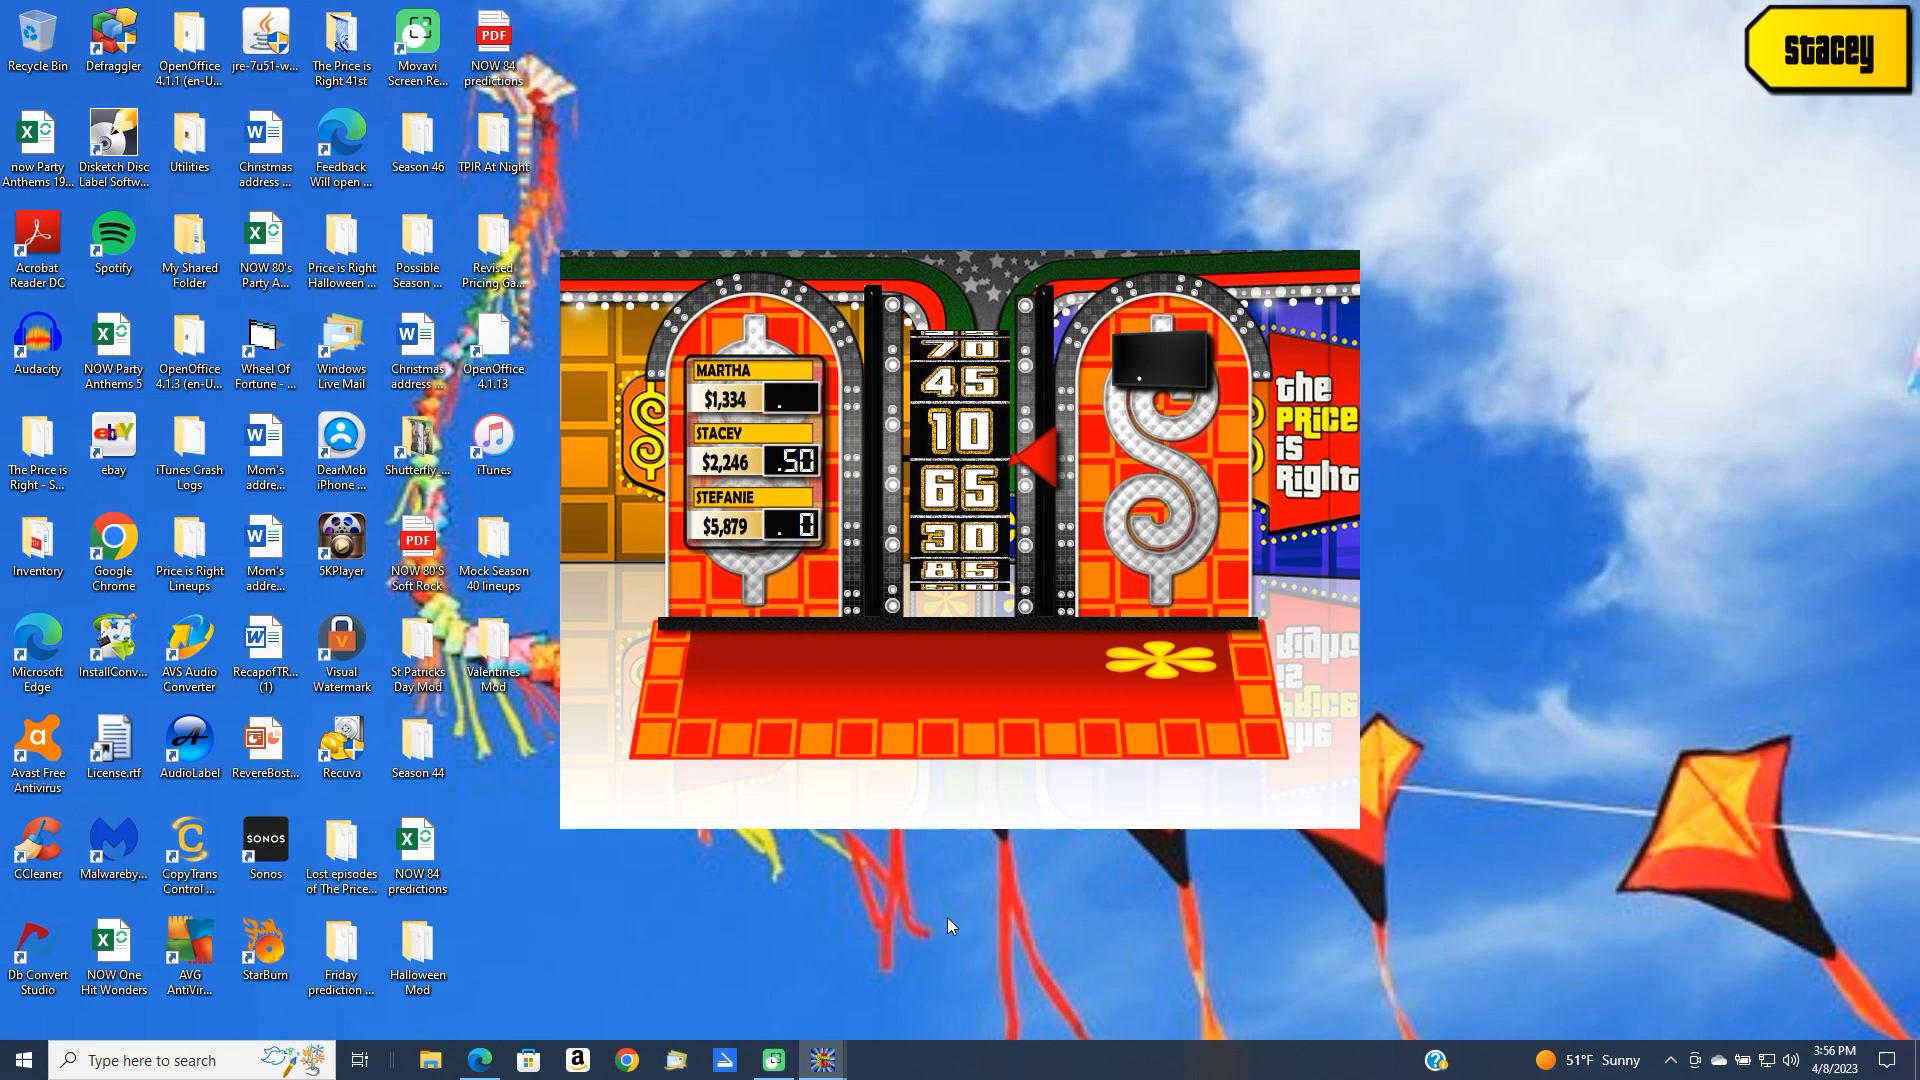 Recycle Bin
Defraggler
OpenOffice
4.1.1 (en-U...
jre-7u51-w...
The Price is
Right 41st
Movavi
Screen Re...
PDF
NOW 84
predictions
stacey
now Party
Anthems 19...
Disketch Disc
Label Softw...
Utilities
Christmas
address ...
Feedback
Will open ...
Season 46
TPIR At Night
Acrobat
Reader DC
Spotify
My Shared
Folder
NOW 80's
Party A...
Price is Right
Halloween ...
Possible
Season ...
Revised
Pricing Ga...
Audacity
NOW Party
Anthems 5
OpenOffice
4.1.3 (en-U...
Wheel Of
Fortune - ...
Windows
Live Mail
Christmas
address ...
OpenOffice
4.1.13
The Price is
Right - S...
ebay
ebay
iTunes Crash
Logs
Mom's
addre...
DearMob
iPhone ...
Shutterfly_...
iTunes
Inventory
Google
Chrome
Price is Right
Lineups
Mom's
addre...
5KPlayer
PDF
NOW 80'S
Soft Rock
Mock Season
40 lineups
Microsoft
Edge
InstallConv...
AVS Audio
Converter
RecapofTR...
(1)
Visual
Watermark
St Patricks
Day Mod
Valentines
Mod
Avast Free
Antivirus
License.rtf
AudioLabel
RevereBost...
Recuva
Season 44
CCleaner
Malwareby...
CopyTrans
Control ...
SONOS
Sonos
Lost episodes
of The Price...
NOW 84
predictions
Db Convert
Studio
NOW One
Hit Wonders
AVG
AntiVir...
StarBurn
Friday
prediction ...
Halloween
Mod
MARTHA
$1,334 .
STACEY
$2,246 .50
STEFANIE
$5,879 . 0
70
45
10
65
30
85
the
PRICE
is
Right
Type here to search
51°F Sunny
3:56 PM
4/8/2023